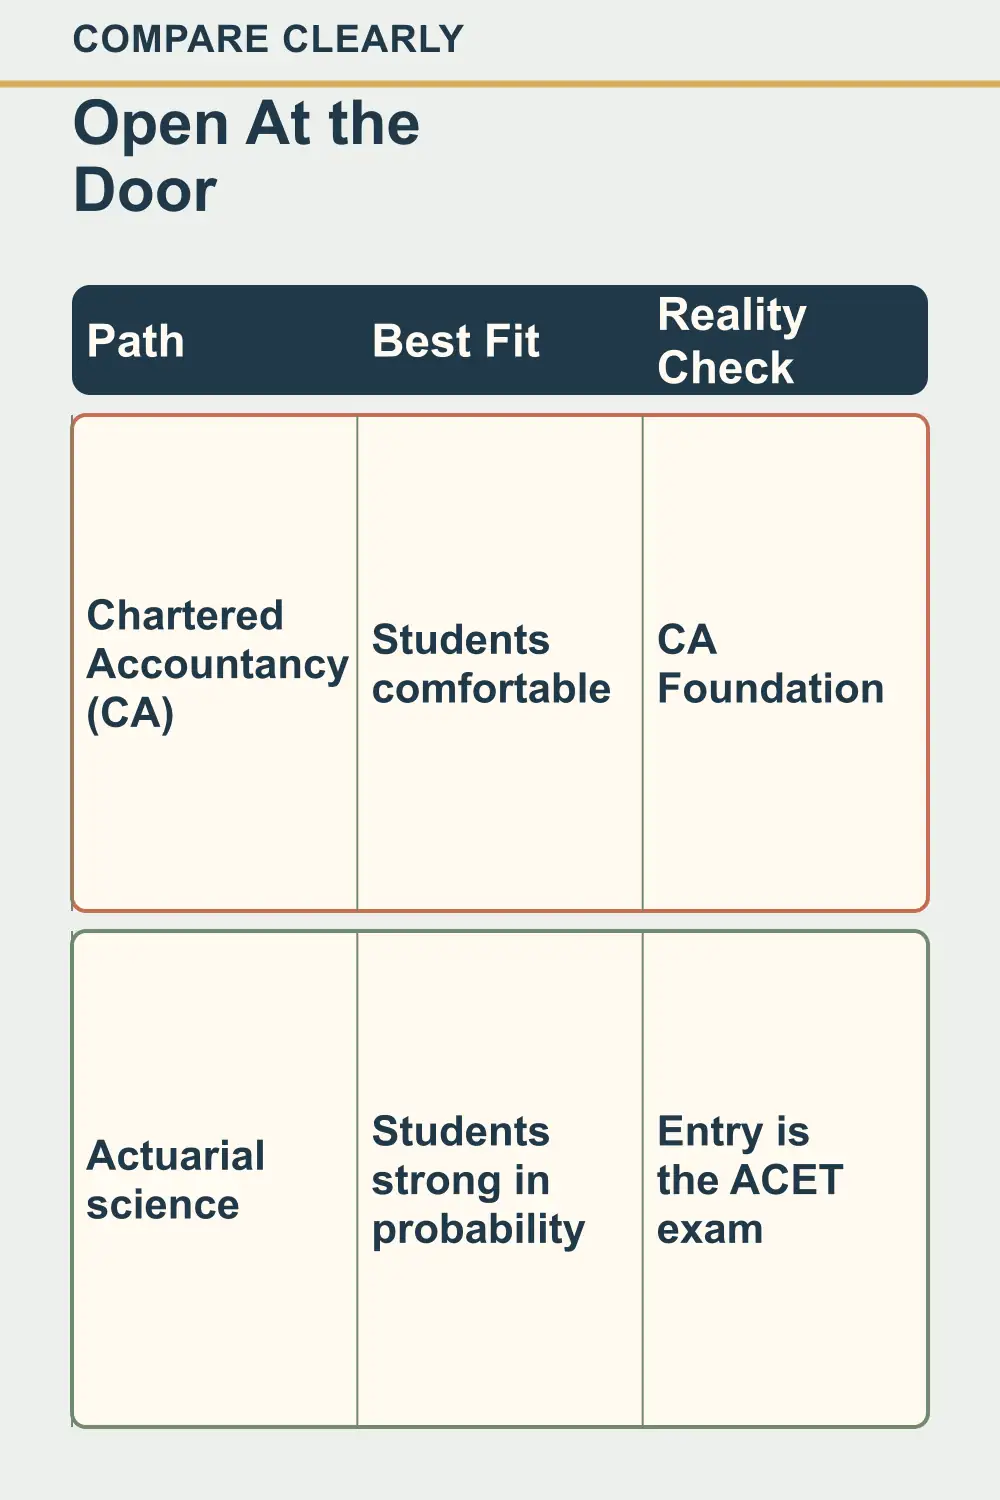 COMPARE CLEARLY
Open At the
Door
Path
Best Fit
Reality
Check
Chartered
Accountancy
(CA)
Students
comfortable
CA
Foundation
Actuarial
science
Students
strong in
probability
Entry is
the ACET
exam